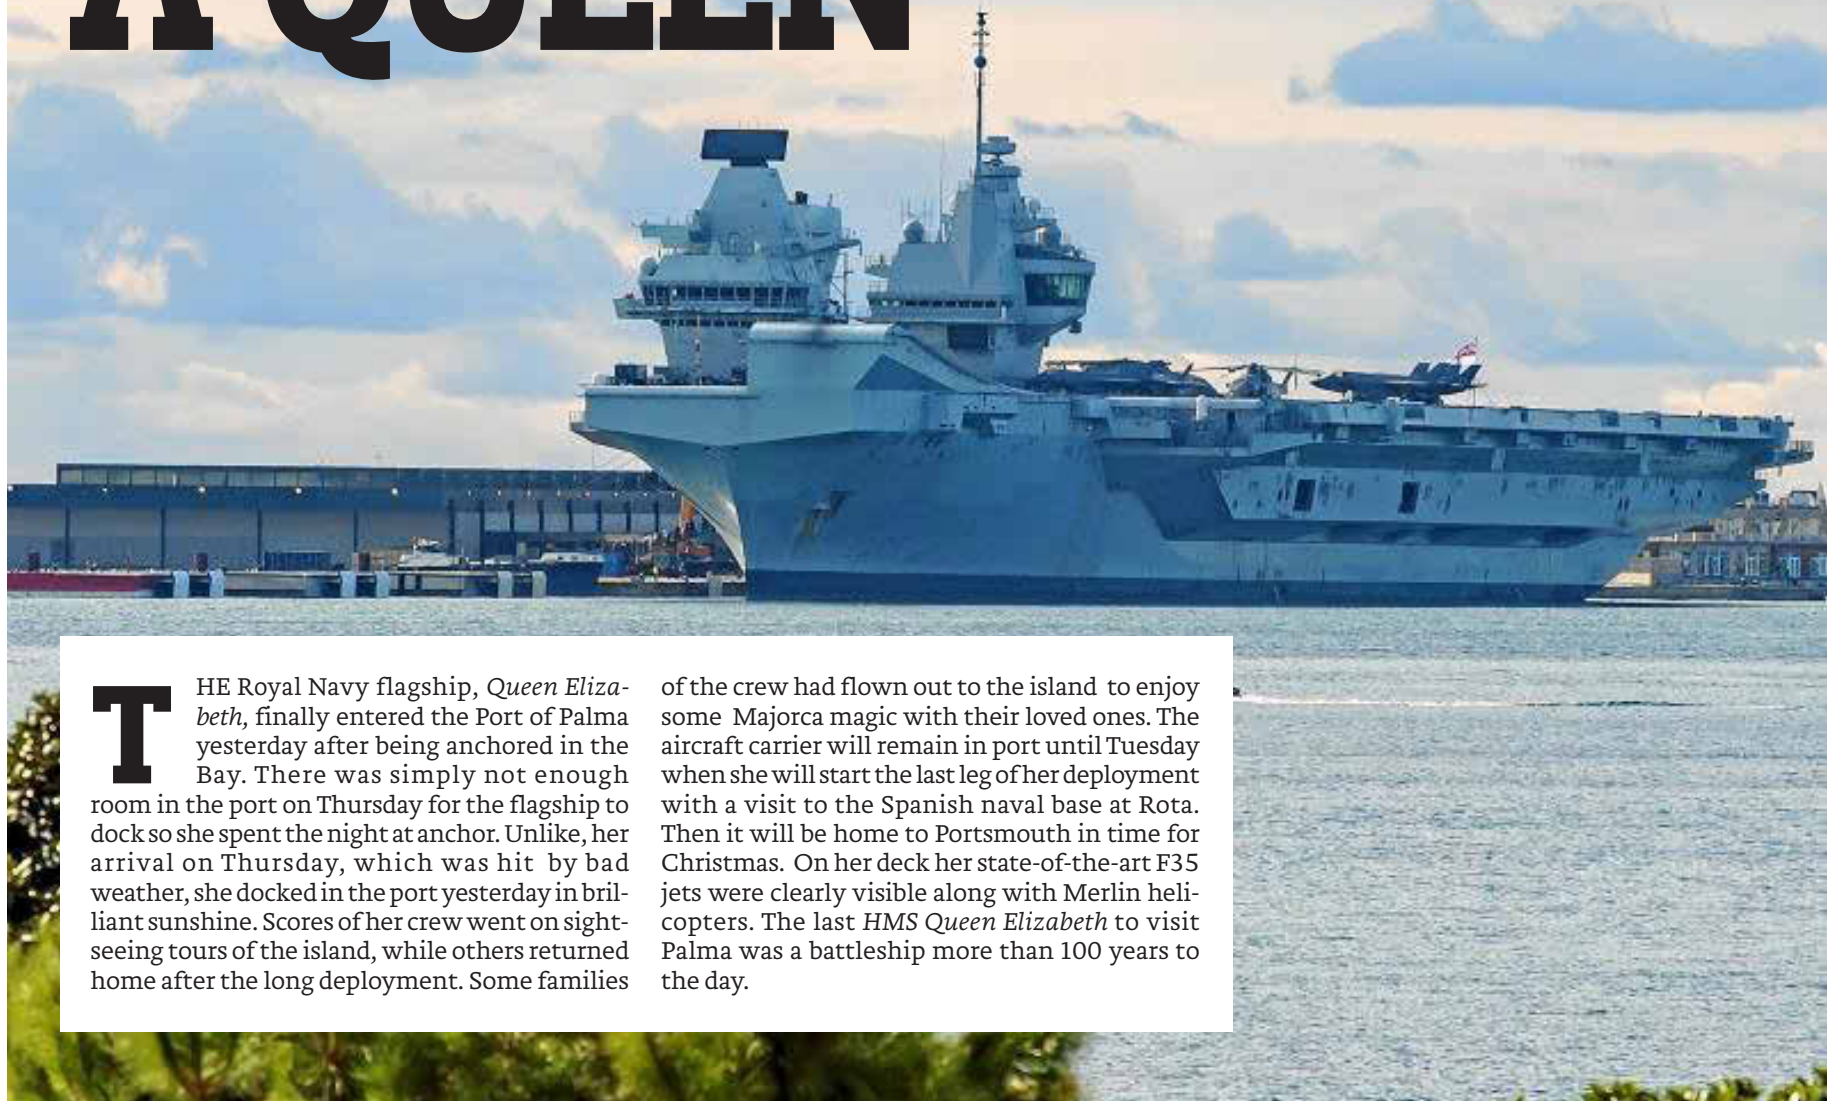 A QUEEN
THE Royal Navy flagship, Queen Eliza-
beth, finally entered the Port of Palma
yesterday after being anchored in the
Bay. There was simply not enough
room in the port on Thursday for the flagship to
dock so she spent the night at anchor. Unlike, her
arrival on Thursday, which was hit by bad
weather, she docked in the port yesterday in bril-
liant sunshine. Scores of her crew went on sight-
seeing tours of the island, while others returned
home after the long deployment. Some families
of the crew had flown out to the island to enjoy
some Majorca magic with their loved ones. The
aircraft carrier will remain in port until Tuesday
when she will start the last leg of her deployment
with a visit to the Spanish naval base at Rota.
Then it will be home to Portsmouth in time for
Christmas. On her deck her state-of-the-art F35
jets were clearly visible along with Merlin heli-
copters. The last HMS Queen Elizabeth to visit
Palma was a battleship more than 100 years to
the day.